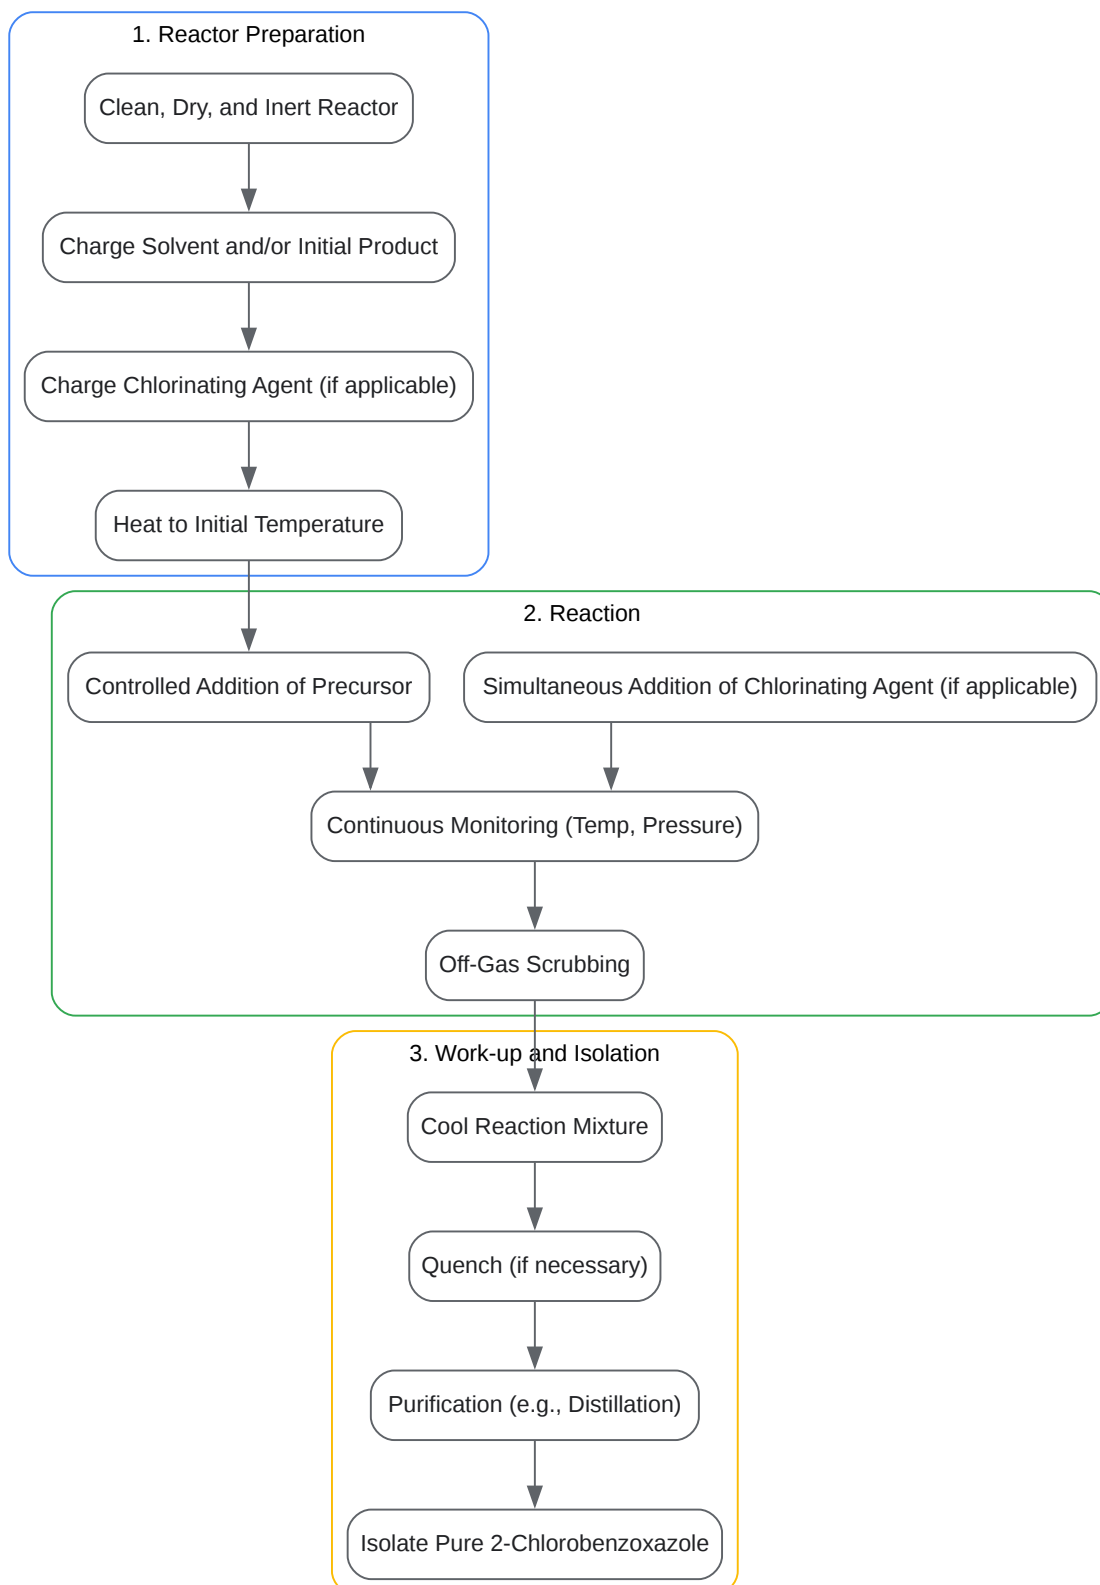 1. Reactor Preparation
Clean, Dry, and Inert Reactor
Charge Solvent and/or Initial Product
Charge Chlorinating Agent (if applicable)
Heat to Initial Temperature
2. Reaction
Controlled Addition of Precursor
Simultaneous Addition of Chlorinating Agent (if applicable)
Continuous Monitoring (Temp, Pressure)
Off-Gas Scrubbing
3. Work-up and Isolation
Cool Reaction Mixture
Quench (if necessary)
Purification (e.g., Distillation)
Isolate Pure 2-Chlorobenzoxazole